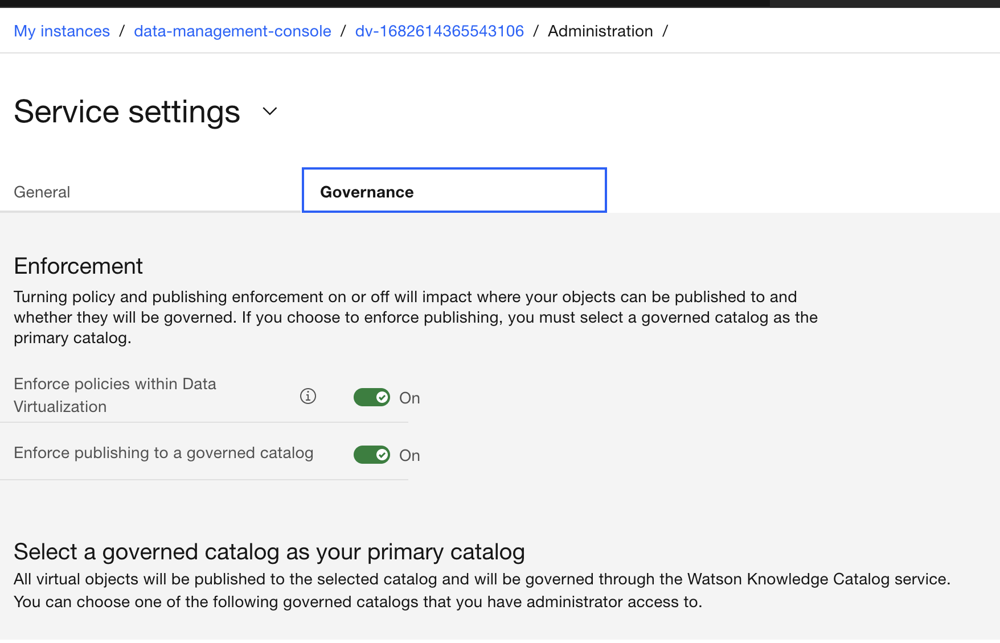 My instances / data-management-console / dv-1682614365543106 / Administration /
Service settings
General
Governance
Enforcement
Turning policy and publishing enforcement on or off will impact where your objects can be published to and
whether they will be governed. If you choose to enforce publishing, you must select a governed catalog as the
primary catalog.
Enforce policies within Data
Virtualization
On
Enforce publishing to a governed catalog
On
Select a governed catalog as your primary catalog
All virtual objects will be published to the selected catalog and will be governed through the Watson Knowledge Catalog service.
You can choose one of the following governed catalogs that you have administrator access to.